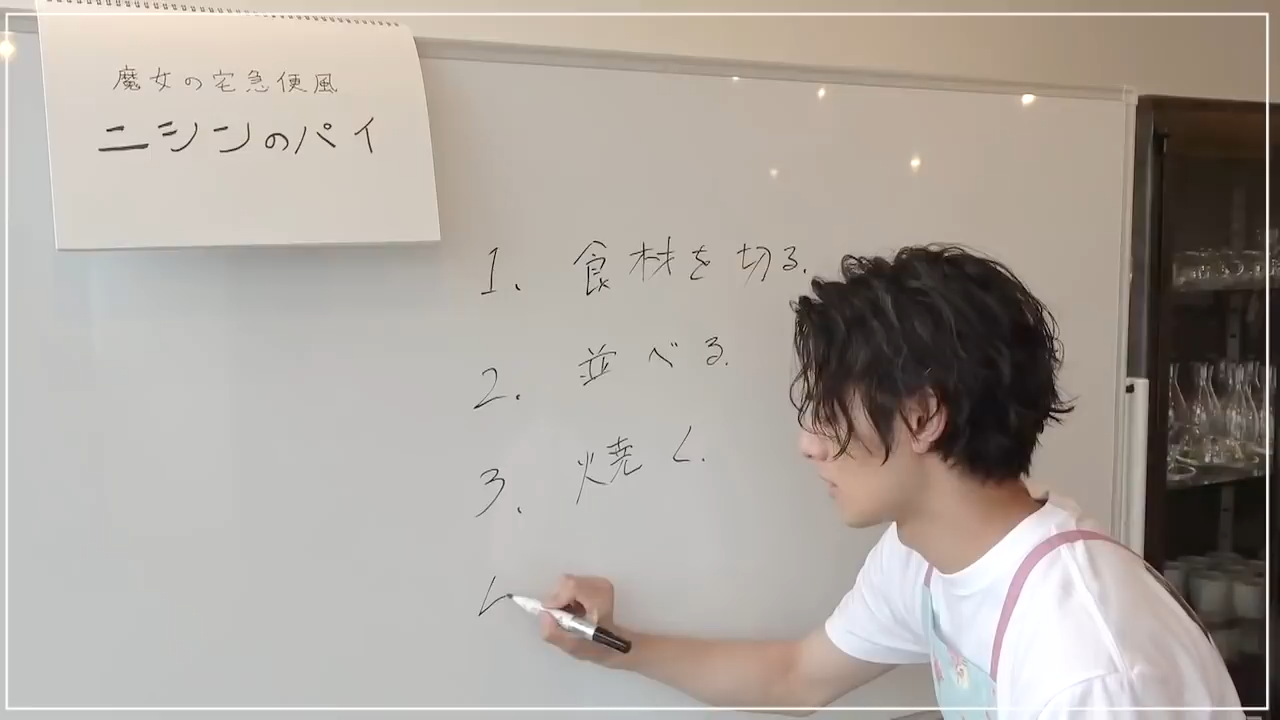 魔女の宅急便風
ニシンのパイ
1. 食材を切る.
2. 並べる.
3. 焼く.